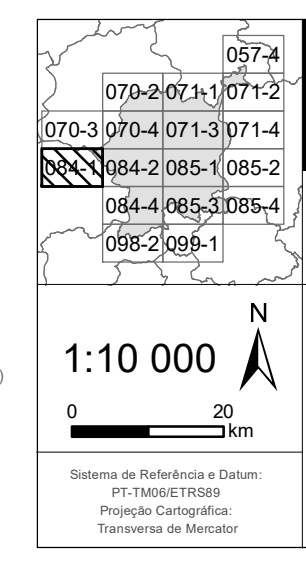 057-4
070-2 071-1 071-2
070-3 070-4 071-3 071-4
084-1 084-2 085-1 085-2
084-4 085-3 085-4
098-2 099-1
N
1:10 000
0 20
km
)
Sistema de Referência e Datum:
PT-TM06/ETRS89
Projeção Cartográfica:
Transversa de Mercator